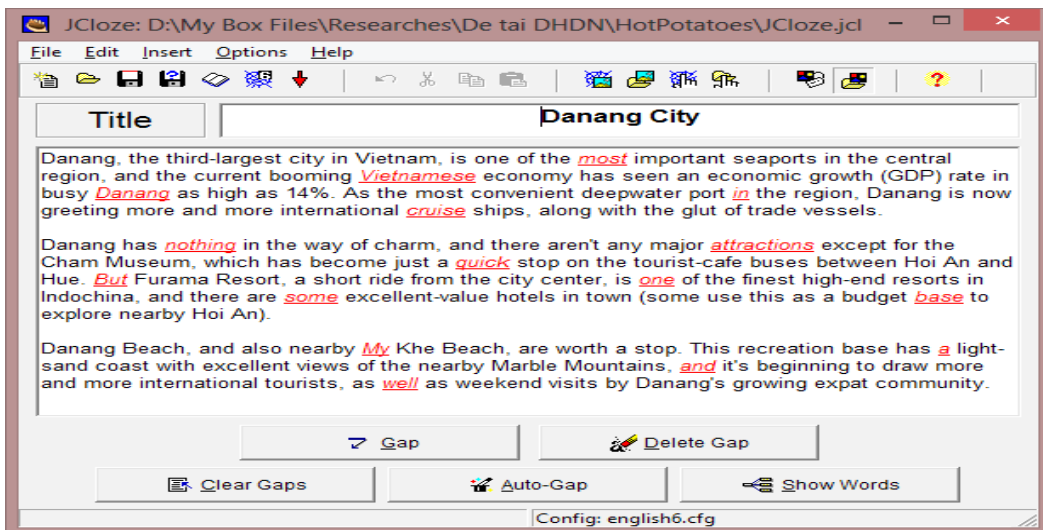 JCloze: D:\My Box Files\Researches\De tai DHDN\HotPotatoes\JCloze.jcl
File Edit Insert Options Help
Title
Danang City
Danang, the third-largest city in Vietnam, is one of the most important seaports in the central
region, and the current booming Vietnamese economy has seen an economic growth (GDP) rate in
busy Danang as high as 14%. As the most convenient deepwater port in the region, Danang is now
greeting more and more international cruise ships, along with the glut of trade vessels.
Danang has nothing in the way of charm, and there aren't any major attractions except for the
Cham Museum, which has become just a quick stop on the tourist-cafe buses between Hoi An and
Hue. But Furama Resort, a short ride from the city center, is one of the finest high-end resorts in
Indochina, and there are some excellent-value hotels in town (some use this as a budget base to
explore nearby Hoi An).
Danang Beach, and also nearby My Khe Beach, are worth a stop. This recreation base has a light-
sand coast with excellent views of the nearby Marble Mountains, and it's beginning to draw more
and more international tourists, as well as weekend visits by Danang's growing expat community.
Gap
Delete Gap
Clear Gaps
Auto-Gap
Show Words
Config: english6.cfg